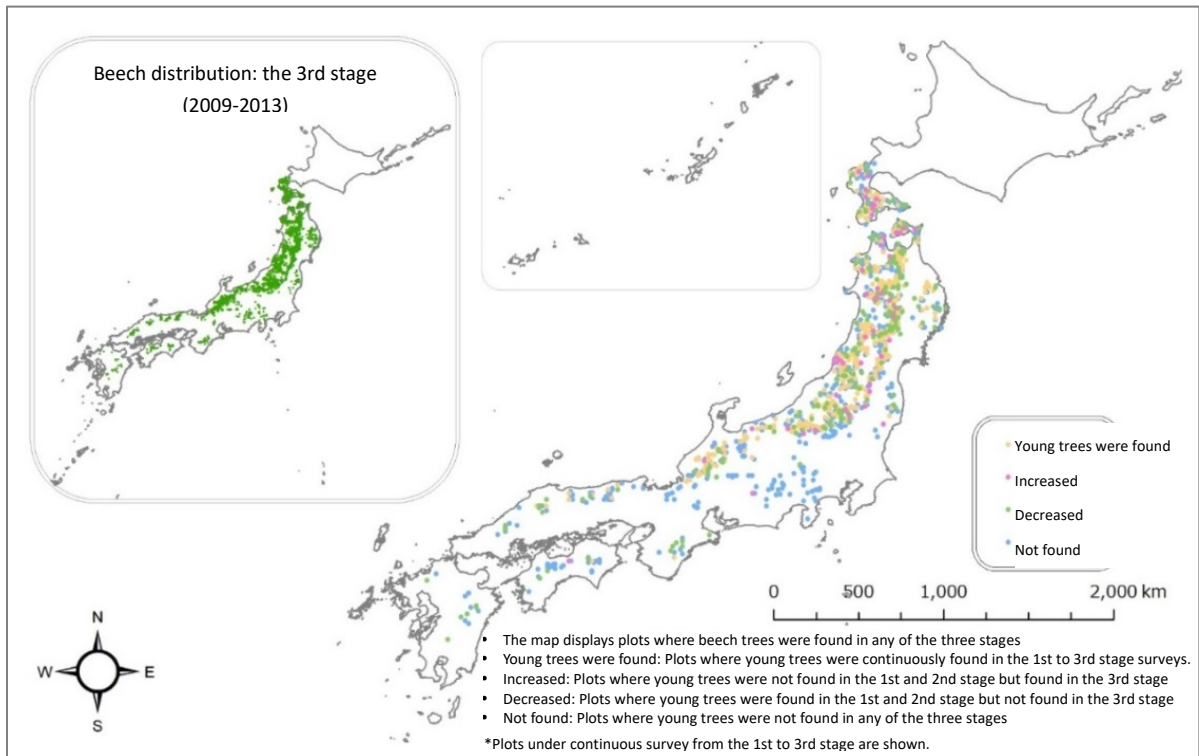 Beech distribution: the 3rd stage
(2009-2013)
Young trees were found
Increased
Decreased
Not found
0 500 1,000 2,000 km
N
W E
S
• The map displays plots where beech trees were found in any of the three stages
• Young trees were found: Plots where young trees were continuously found in the 1st to 3rd stage surveys.
• Increased: Plots where young trees were not found in the 1st and 2nd stage but found in the 3rd stage
• Decreased: Plots where young trees were found in the 1st and 2nd stage but not found in the 3rd stage
• Not found: Plots where young trees were not found in any of the three stages
*Plots under continuous survey from the 1st to 3rd stage are shown.